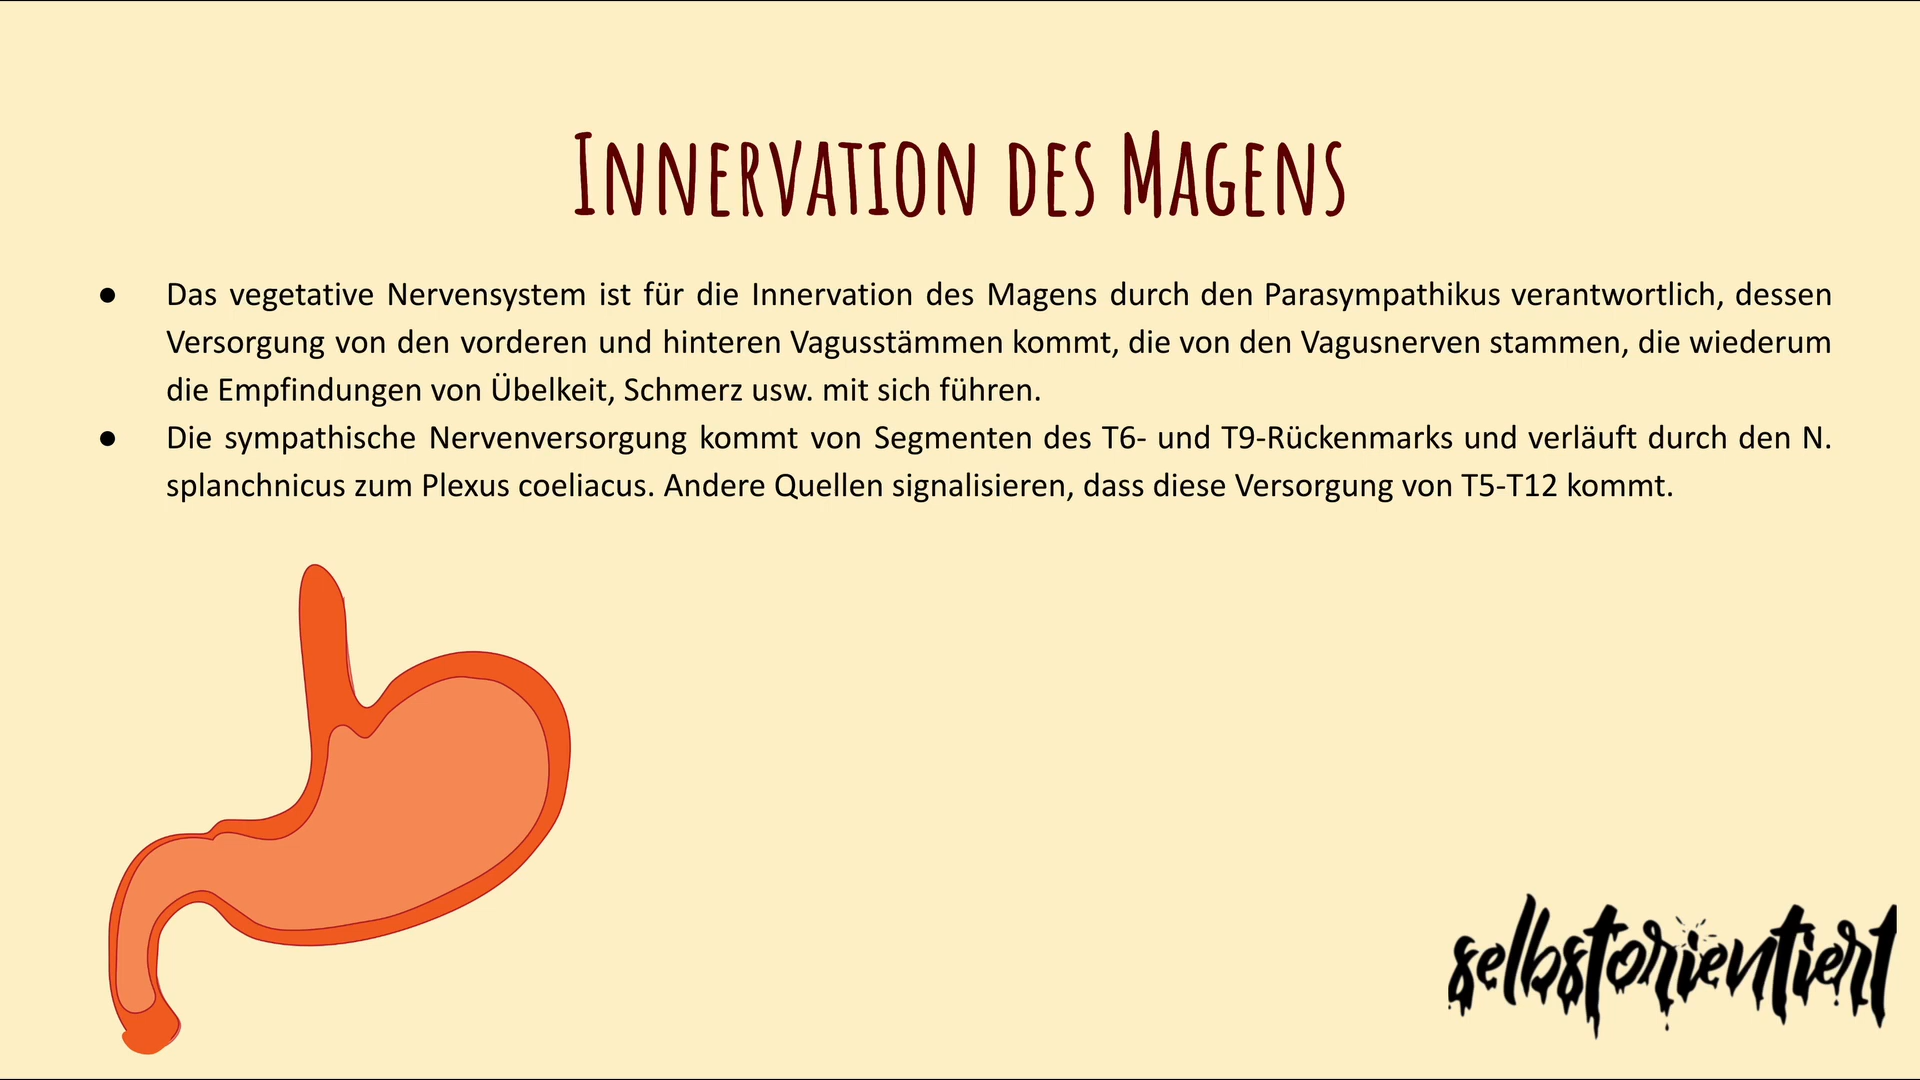 Innervation des Magens
● Das vegetative Nervensystem ist für die Innervation des Magens durch den Parasympathikus verantwortlich, dessen
Versorgung von den vorderen und hinteren Vagusstämmen kommt, die von den Vagusnerven stammen, die wiederum
die Empfindungen von Übelkeit, Schmerz usw. mit sich führen.
● Die sympathische Nervenversorgung kommt von Segmenten des T6- und T9-Rückenmarks und verläuft durch den N.
splanchnicus zum Plexus coeliacus. Andere Quellen signalisieren, dass diese Versorgung von T5-T12 kommt.
selbstorientiert